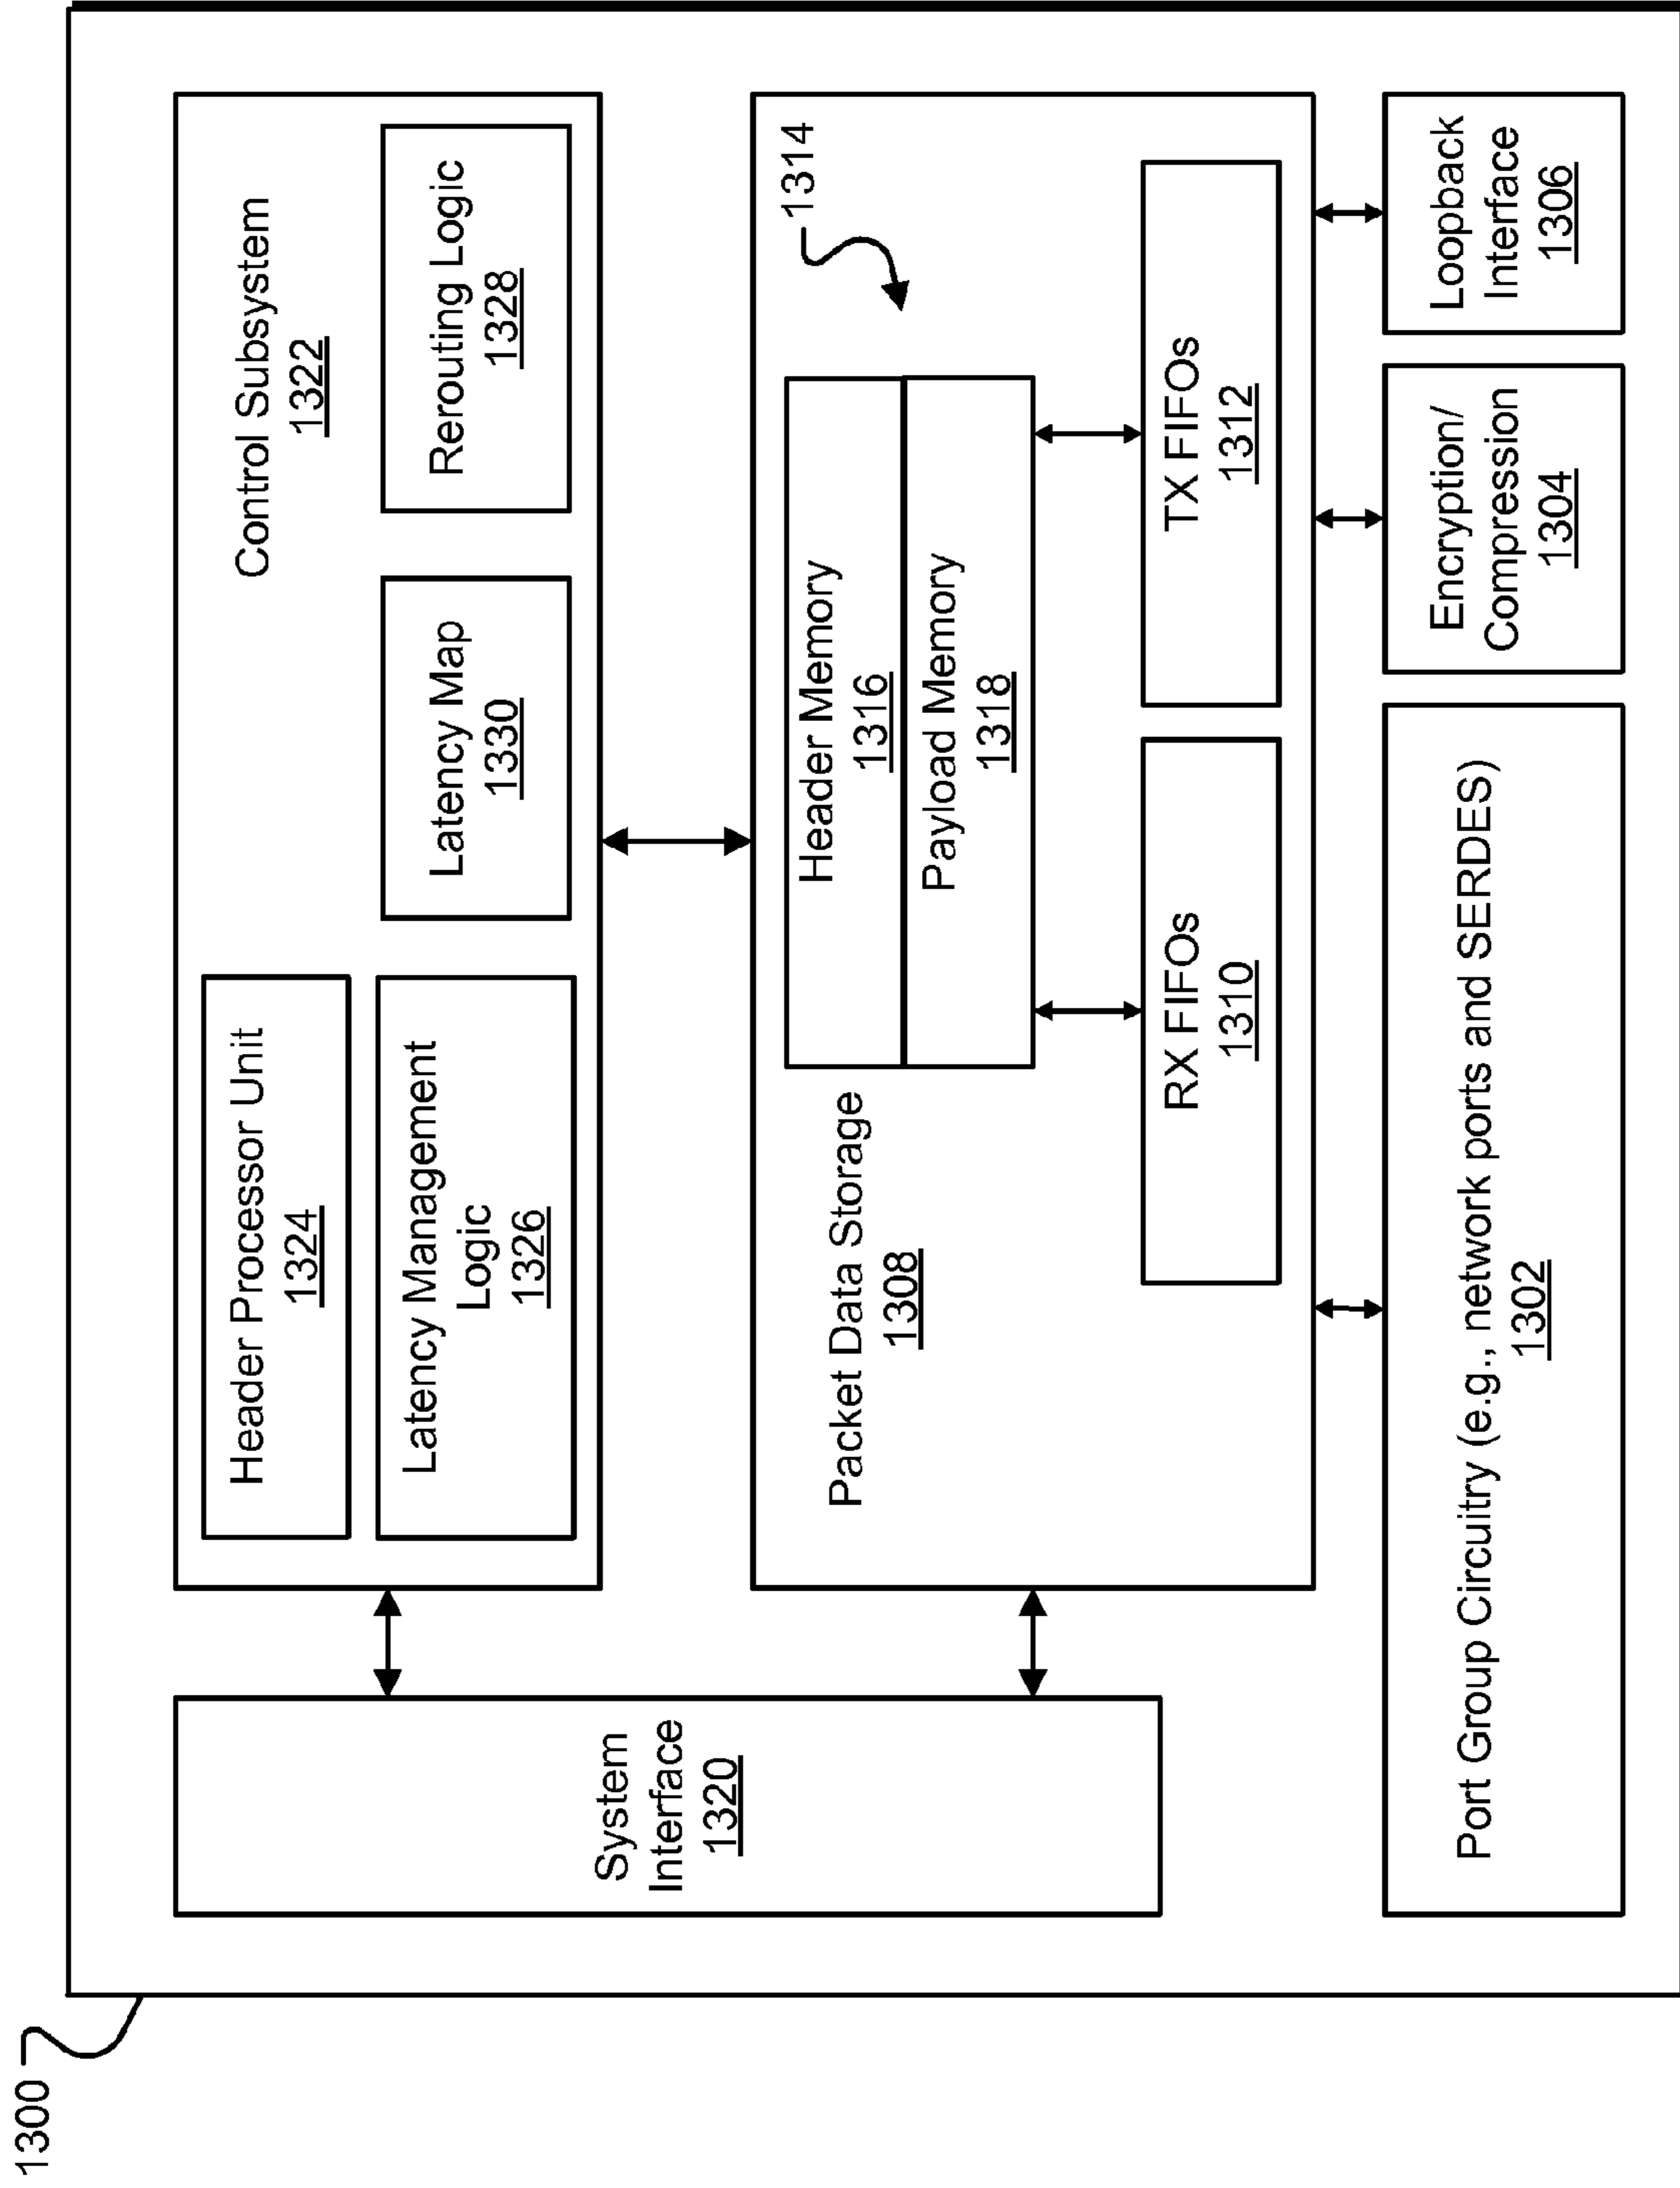 1300
System
Interface
1320
Control Subsystem
1322
Header Processor Unit
1324
Latency Management
Logic
1326
Latency Map
1330
Rerouting Logic
1328
Packet Data Storage
1308
1314
Header Memory
1316
Payload Memory
1318
RX FIFOs
1310
TX FIFOs
1312
Port Group Circuitry (e.g., network ports and SERDES)
1302
Encryption/
Compression
1304
Loopback
Interface
1306